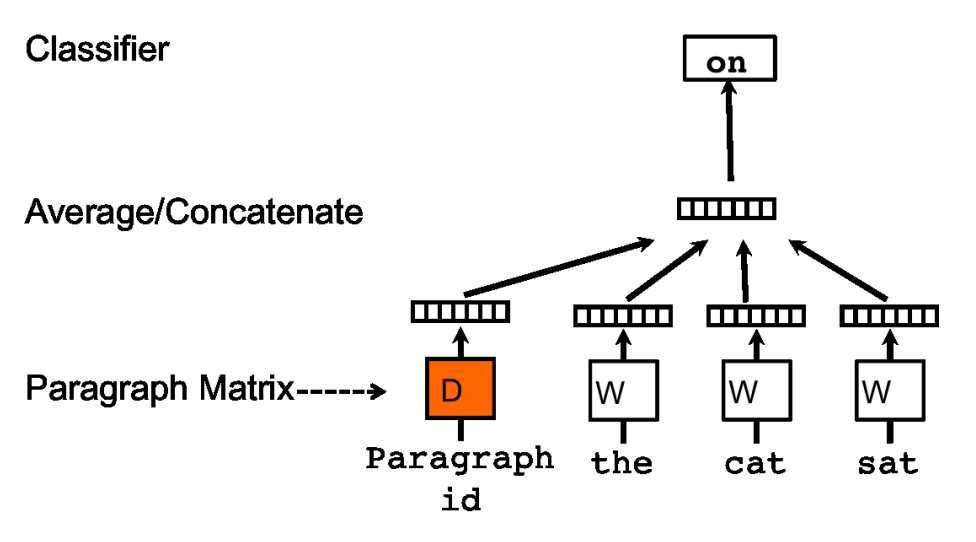 Classifier
on
Average/Concatenate
Paragraph Matrix----->
D W W W
Paragraph the cat sat
id